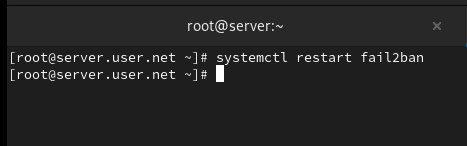 root@server:~
[root@server.user.net ~]# systemctl restart fail2ban
[root@server.user.net ~]#